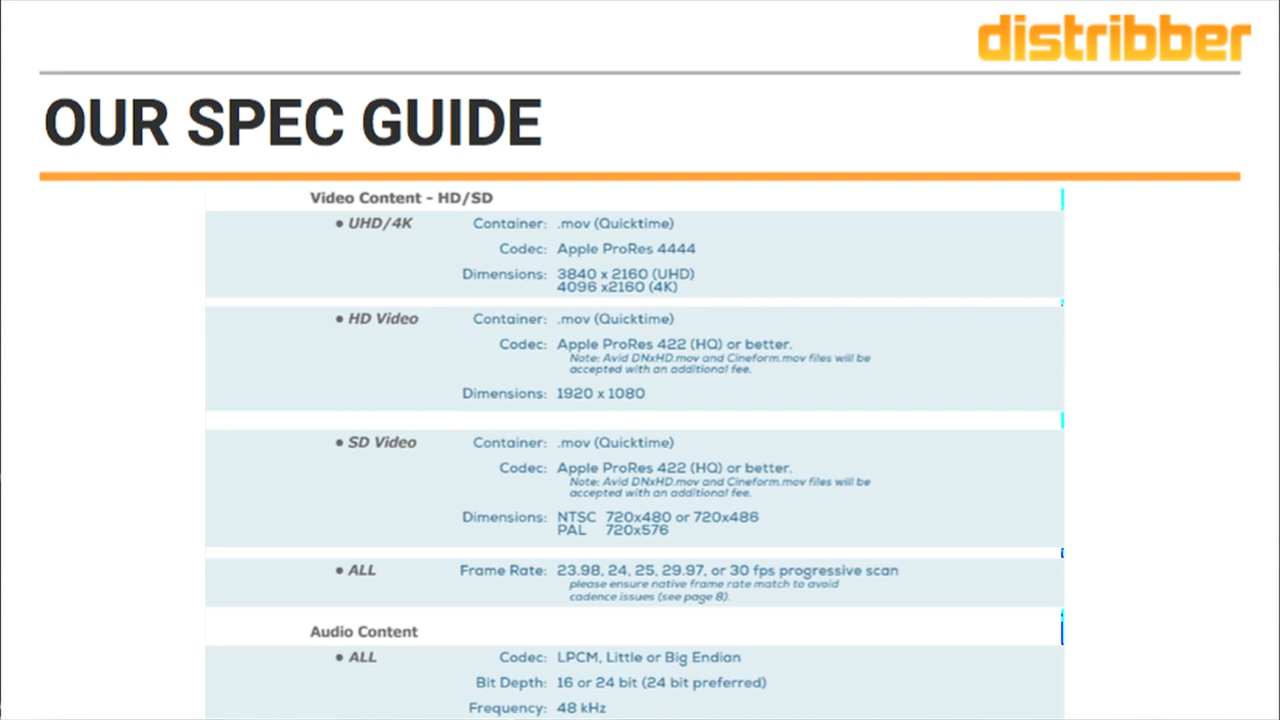 distribber
OUR SPEC GUIDE
Video Content - HD/SD
• UHD/4K Container: .mov (Quicktime)
Codec: Apple ProRes 4444
Dimensions: 3840 x 2160 (UHD)
4096 x2160 (4K)
• HD Video Container: .mov (Quicktime)
Codec: Apple ProRes 422 (HQ) or better.
Note: Avid DNxHD.mov and Cineform.mov files will be
accepted with an additional fee.
Dimensions: 1920 x 1080
• SD Video Container: .mov (Quicktime)
Codec: Apple ProRes 422 (HQ) or better.
Note: Avid DNxHD.mov and Cineform.mov files will be
accepted with an additional fee.
Dimensions: NTSC 720x480 or 720x486
PAL 720x576
• ALL Frame Rate: 23.98, 24, 25, 29.97, or 30 fps progressive scan
please ensure native frame rate match to avoid
cadence issues (see page 8).
Audio Content
• ALL Codec: LPCM, Little or Big Endian
Bit Depth: 16 or 24 bit (24 bit preferred)
Frequency: 48 kHz